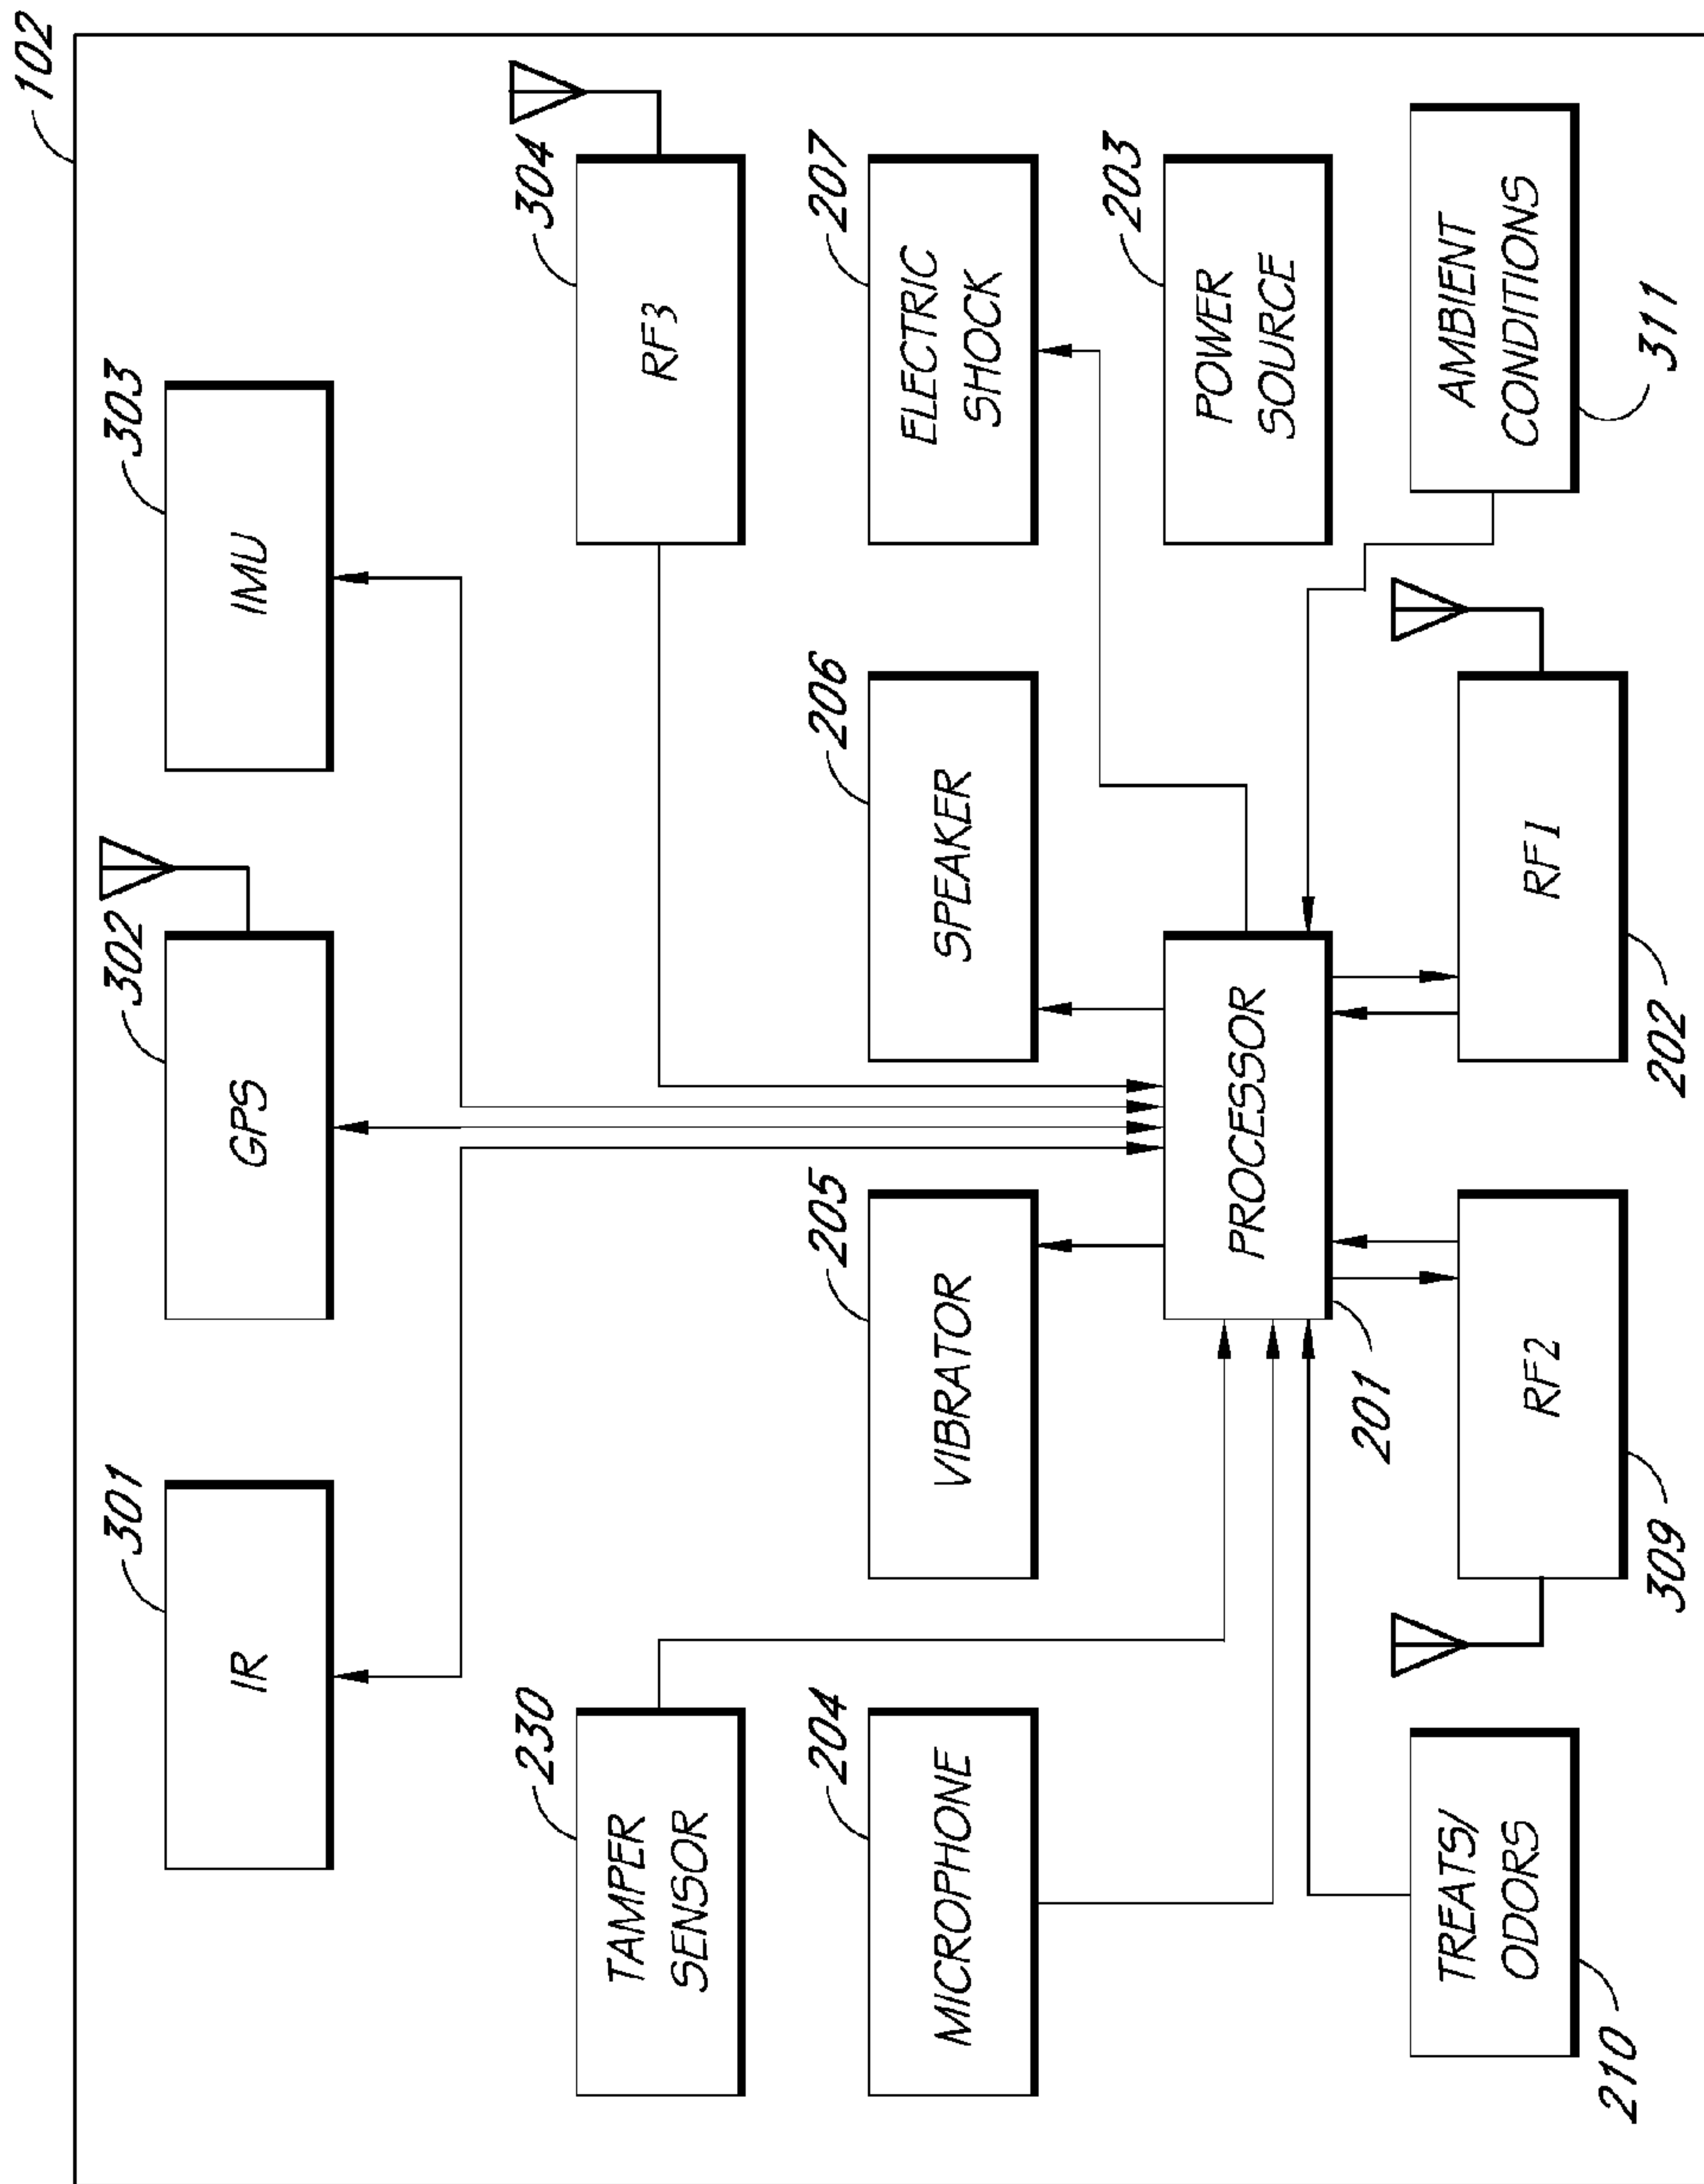 102
301
IR
302
GPS
303
IMU
230
TAMPER
SENSOR
304
RF3
204
MICROPHONE
205
VIBRATOR
206
SPEAKER
207
ELECTRIC
SHOCK
PROCESSOR
201
203
POWER
SOURCE
TREATS/
ODORS
210
RF2
309
RF1
202
AMBIENT
CONDITIONS
311